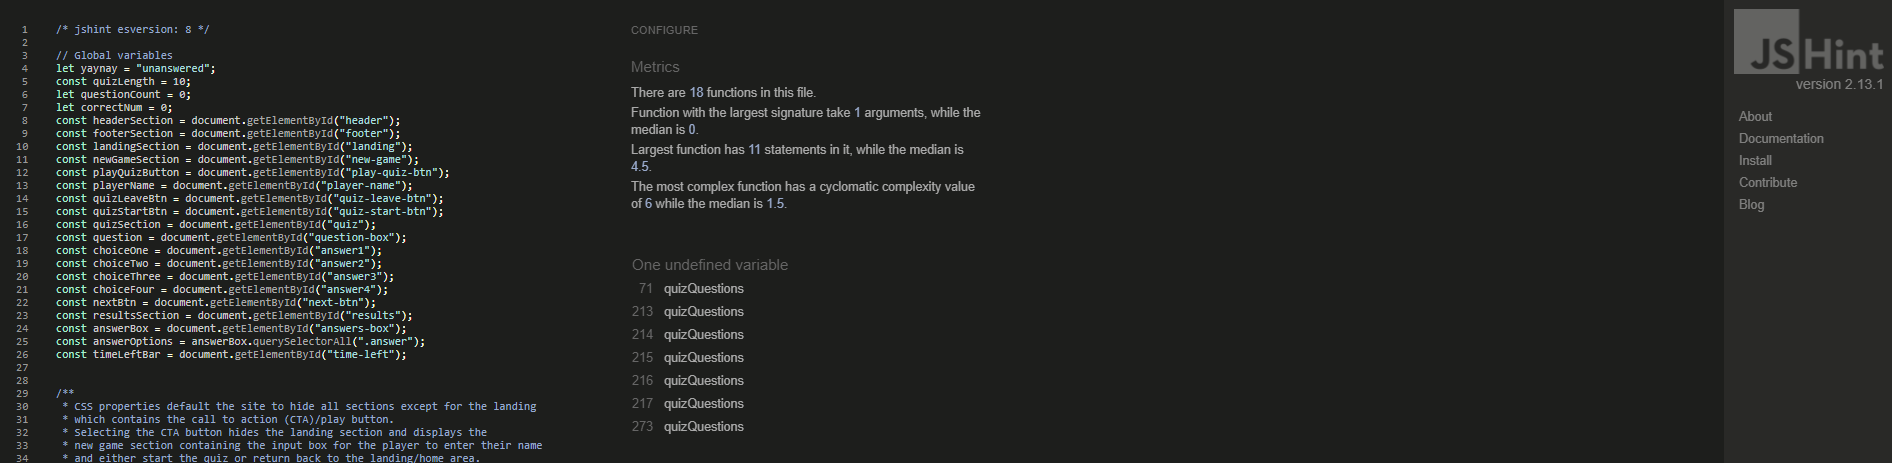 1 /* jshint esversion: 8 */
2
3 // Global variables
4 let yaynay = "unanswered";
5 const quizLength = 10;
6 let questionCount = 0;
7 let correctNum = 0;
8 const headerSection = document.getElementById("header");
9 const footerSection = document.getElementById("footer");
10 const landingSection = document.getElementById("landing");
11 const newGameSection = document.getElementById("new-game");
12 const playQuizButton = document.getElementById("play-quiz-btn");
13 const playerName = document.getElementById("player-name");
14 const quizLeaveBtn = document.getElementById("quiz-leave-btn");
15 const quizStartBtn = document.getElementById("quiz-start-btn");
16 const quizSection = document.getElementById("quiz");
17 const question = document.getElementById("question-box");
18 const choiceOne = document.getElementById("answer1");
19 const choiceTwo = document.getElementById("answer2");
20 const choiceThree = document.getElementById("answer3");
21 const choiceFour = document.getElementById("answer4");
22 const nextBtn = document.getElementById("next-btn");
23 const resultsSection = document.getElementById("results");
24 const answerBox = document.getElementById("answers-box");
25 const answerOptions = answerBox.querySelectorAll(".answer");
26 const timeLeftBar = document.getElementById("time-left");
27
28
29 /**
30 * CSS properties default the site to hide all sections except for the landing
31 * which contains the call to action (CTA)/play button.
32 * Selecting the CTA button hides the landing section and displays the
33 * new game section containing the input box for the player to enter their name
34 * and either start the quiz or return back to the landing/home area.
CONFIGURE
Metrics
There are 18 functions in this file.
Function with the largest signature take 1 arguments, while the
median is 0.
Largest function has 11 statements in it, while the median is
4.5.
The most complex function has a cyclomatic complexity value
of 6 while the median is 1.5.
One undefined variable
71 quizQuestions
213 quizQuestions
214 quizQuestions
215 quizQuestions
216 quizQuestions
217 quizQuestions
273 quizQuestions
JSHint
version 2.13.1
About
Documentation
Install
Contribute
Blog